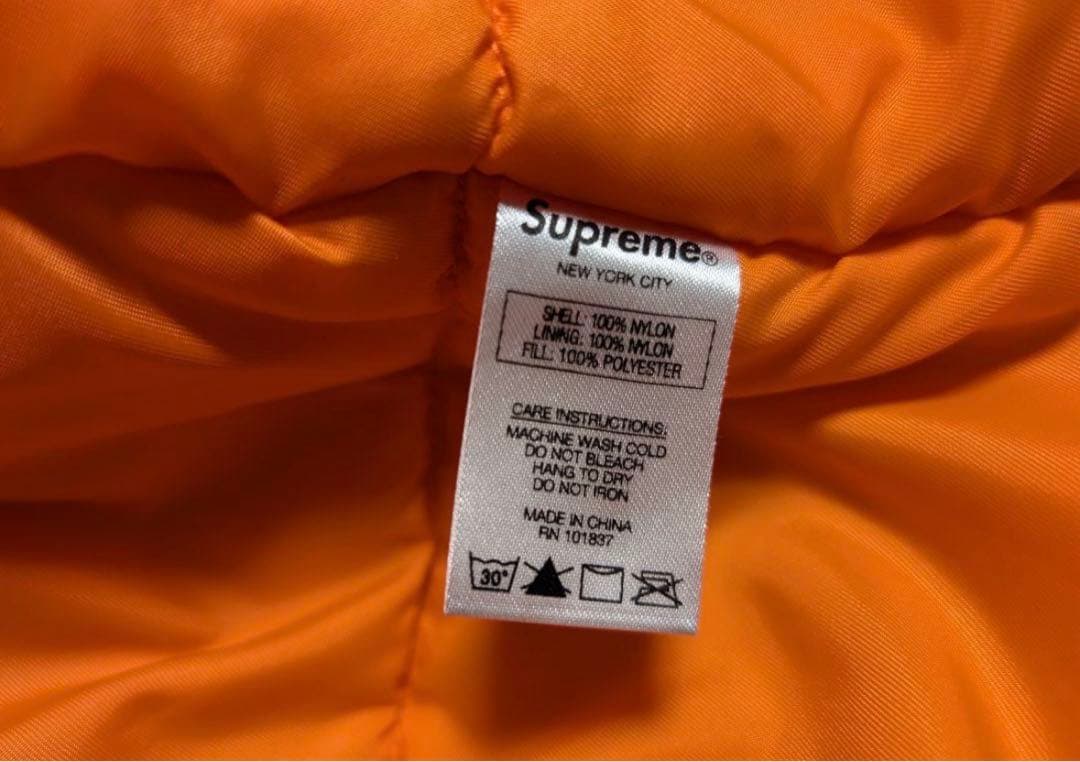 Supreme®
NEW YORK CITY
SHELL: 100% NYLON
LINING: 100% NYLON
FILL: 100% POLYESTER
CARE INSTRUCTIONS:
MACHINE WASH COLD
DO NOT BLEACH
HANG TO DRY
DO NOT IRON
MADE IN CHINA
RN 101837
30°